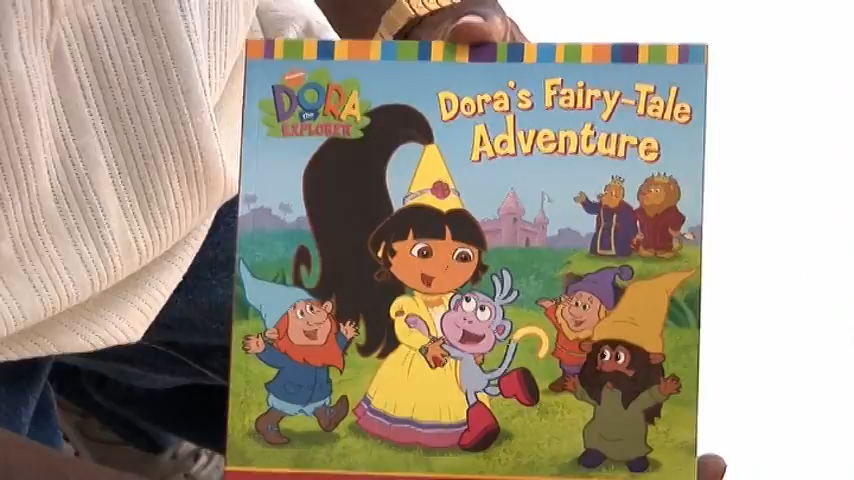 DORA
the
EXPLORER
Dora's Fairy-Tale
Adventure